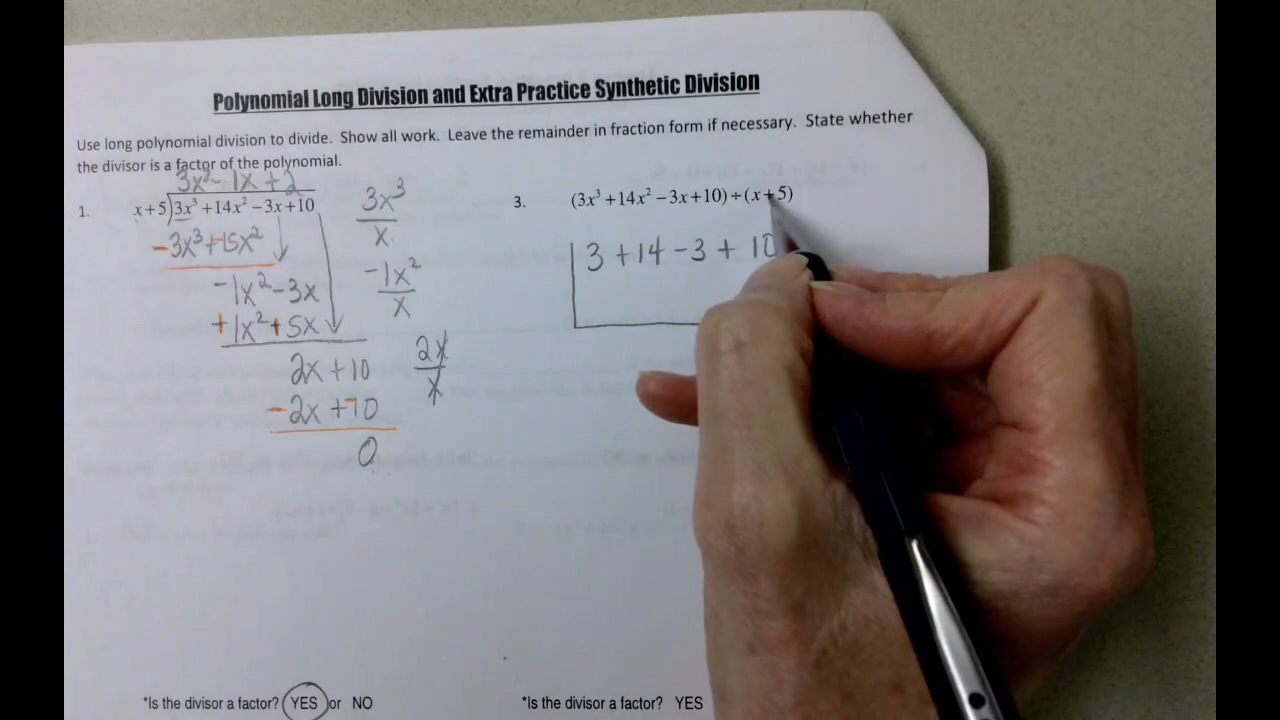 Polynomial Long Division and Extra Practice Synthetic Division
Use long polynomial division to divide. Show all work. Leave the remainder in fraction form if necessary. State whether
the divisor is a factor of the polynomial.
3x² - 1x + 2
1. x+5)3x³ +14x² −3x+10
-3x³+15x²
-1x²-3x
+1x²+5x
2x+10
-2x+10
0
3x³
x
-1x²
x
2x
x
*Is the divisor a factor? YES or NO
3. (3x³ +14x² −3x+10)÷(x+5)
3 +14 -3 + 10
*Is the divisor a factor? YES